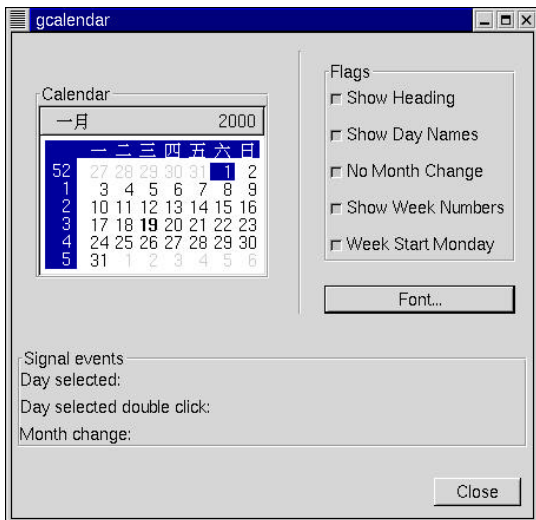 gcalendar
Calendar
一月 2000
一 二 三 四 五 六 日
52 27 28 29 30 31 1 2
1 3 4 5 6 7 8 9
2 10 11 12 13 14 15 16
3 17 18 19 20 21 22 23
4 24 25 26 27 28 29 30
5 31 1 2 3 4 5 6
Flags
Show Heading
Show Day Names
No Month Change
Show Week Numbers
Week Start Monday
Font...
Signal events
Day selected:
Day selected double click:
Month change:
Close